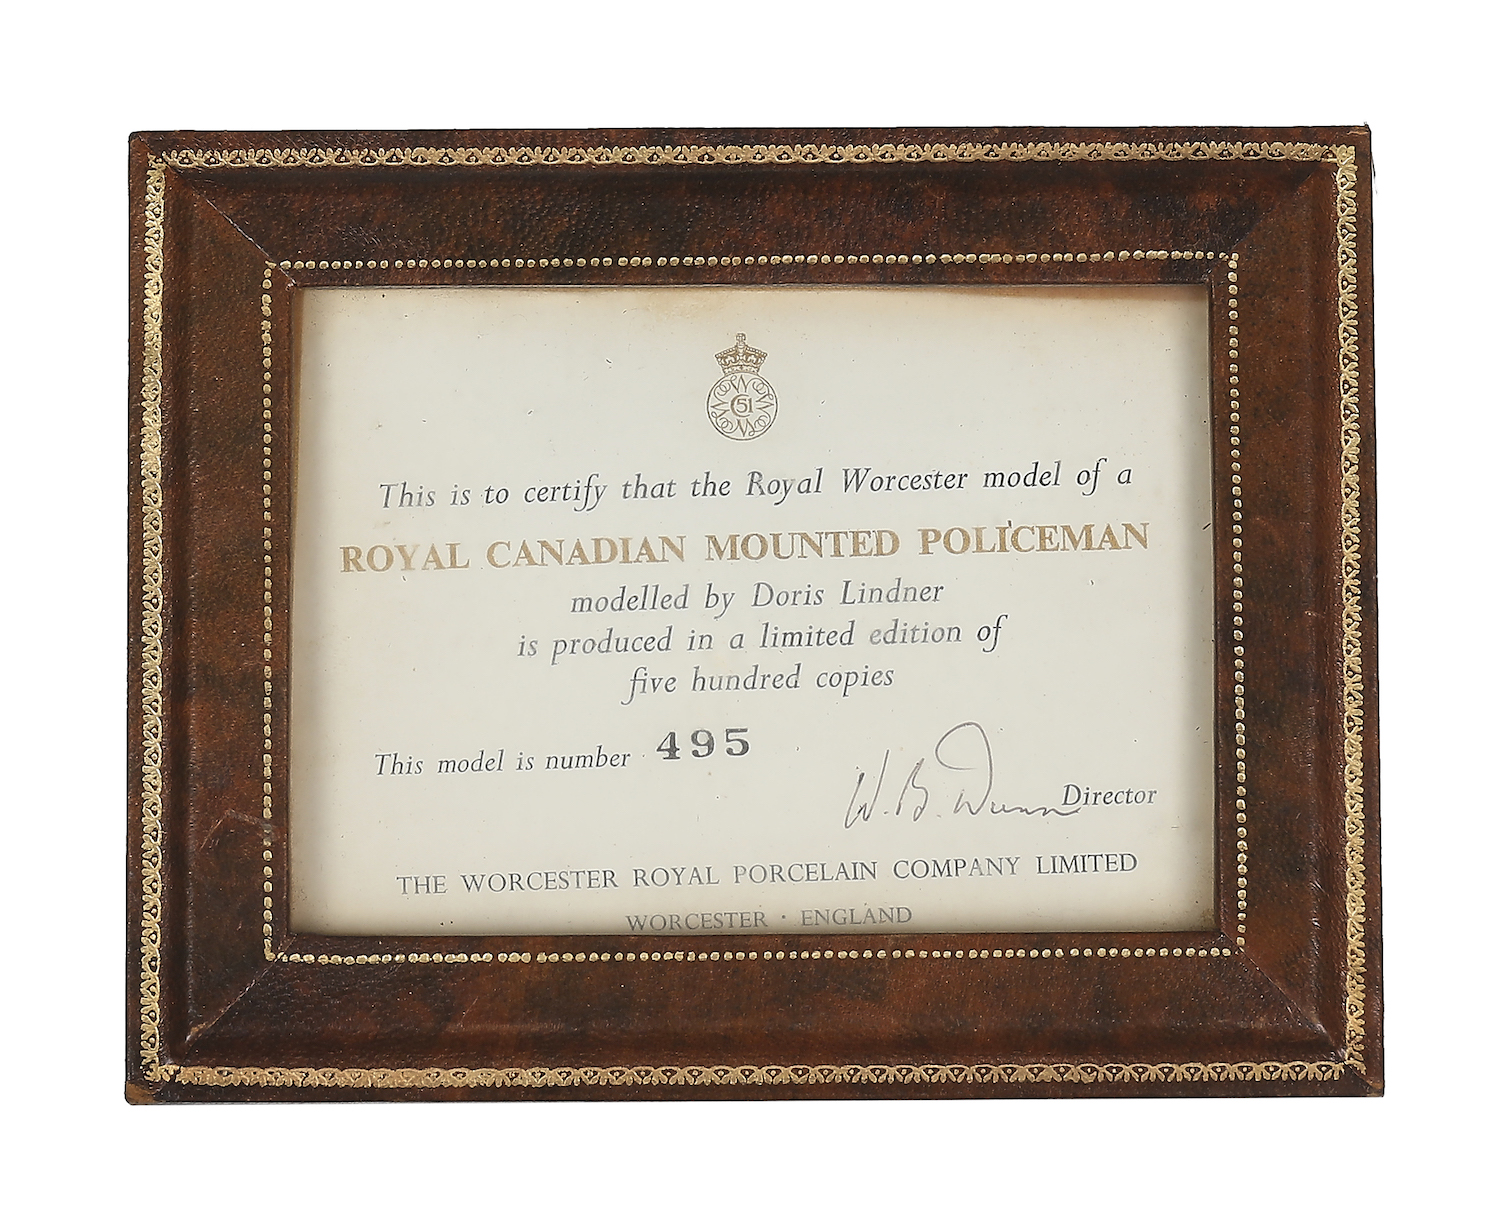 51
This is to certify that the Royal Worcester model of a
ROYAL CANADIAN MOUNTED POLICEMAN
modelled by Doris Lindner
is produced in a limited edition of
five hundred copies
This model is number 495
W. B. Dunn Director
THE WORCESTER ROYAL PORCELAIN COMPANY LIMITED
WORCESTER · ENGLAND